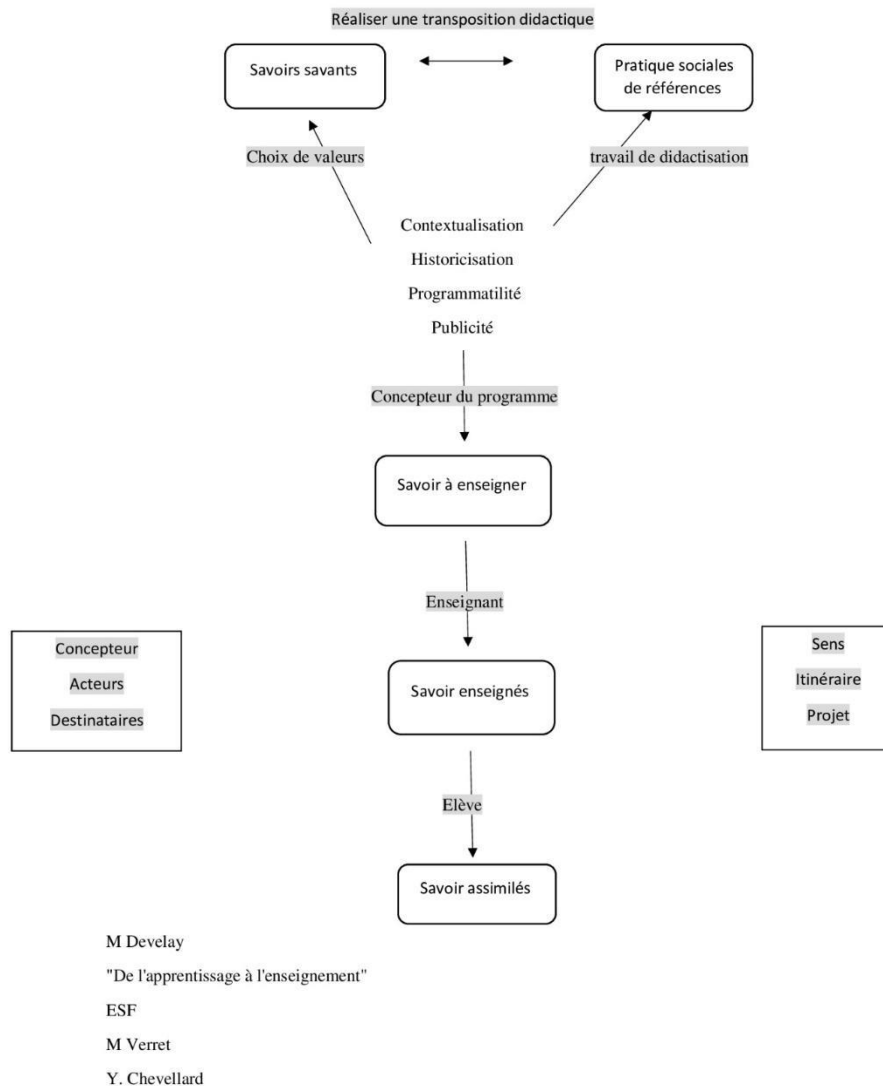 Réaliser une transposition didactique
Savoirs savants
Pratique sociales
de références
Choix de valeurs
travail de didactisation
Contextualisation
Historicisation
Programmatilité
Publicité
Concepteur du programme
Savoir à enseigner
Enseignant
Concepteur
Acteurs
Destinataires
Savoir enseignés
Sens
Itinéraire
Projet
Elève
Savoir assimilés
M Develay
"De l'apprentissage à l'enseignement"
ESF
M Verret
Y. Chevellard